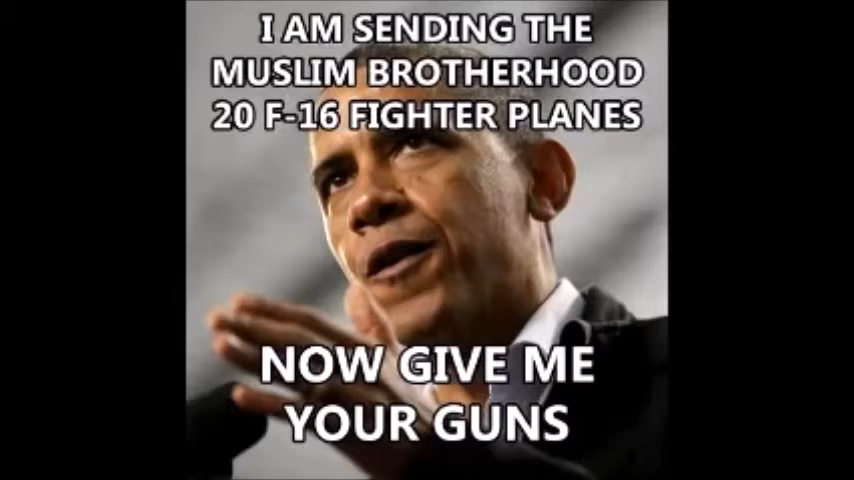 I AM SENDING THE
MUSLIM BROTHERHOOD
20 F-16 FIGHTER PLANES
NOW GIVE ME
YOUR GUNS